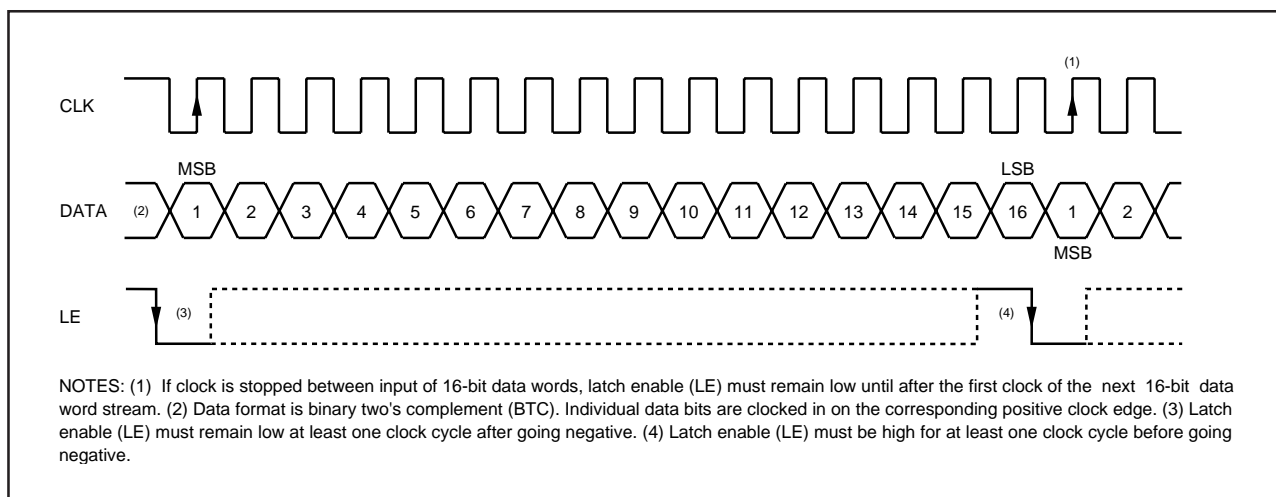 (1)
CLK
MSB LSB
DATA (2) 1 2 3 4 5 6 7 8 9 10 11 12 13 14 15 16 1 2
MSB
LE (3) (4)
NOTES: (1) If clock is stopped between input of 16-bit data words, latch enable (LE) must remain low until after the first clock of the next 16-bit data
word stream. (2) Data format is binary two's complement (BTC). Individual data bits are clocked in on the corresponding positive clock edge. (3) Latch
enable (LE) must remain low at least one clock cycle after going negative. (4) Latch enable (LE) must be high for at least one clock cycle before going
negative.